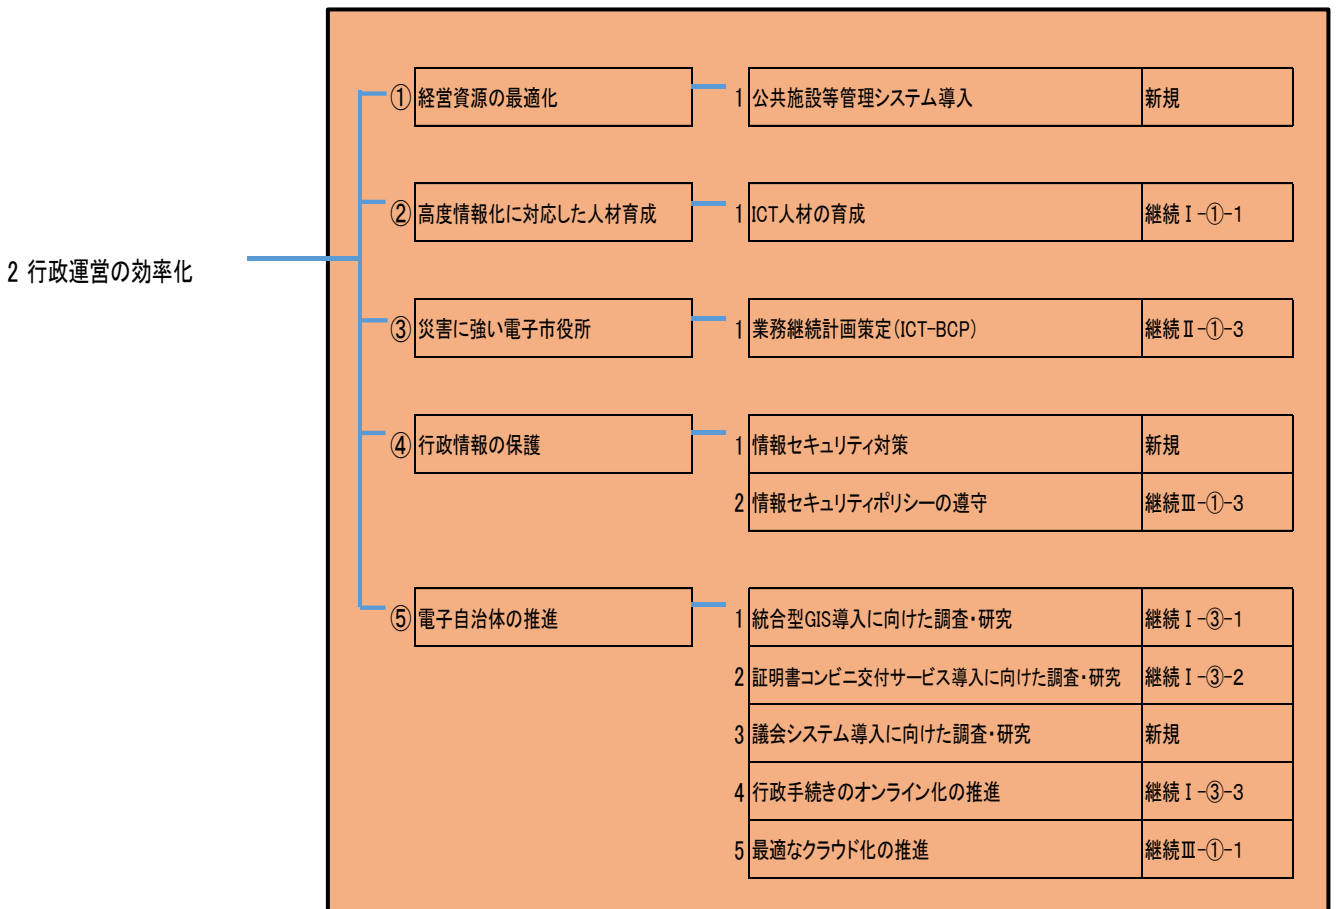 ① 経営資源の最適化 1 公共施設等管理システム導入 新規
② 高度情報化に対応した人材育成 1 ICT人材の育成 継続Ⅰ-①-1
2 行政運営の効率化
③ 災害に強い電子市役所 1 業務継続計画策定(ICT-BCP) 継続Ⅱ-①-3
④ 行政情報の保護 1 情報セキュリティ対策 新規
2 情報セキュリティポリシーの遵守 継続Ⅲ-①-3
⑤ 電子自治体の推進 1 統合型GIS導入に向けた調査・研究 継続Ⅰ-③-1
2 証明書コンビニ交付サービス導入に向けた調査・研究 継続Ⅰ-③-2
3 議会システム導入に向けた調査・研究 新規
4 行政手続きのオンライン化の推進 継続Ⅰ-③-3
5 最適なクラウド化の推進 継続Ⅲ-①-1